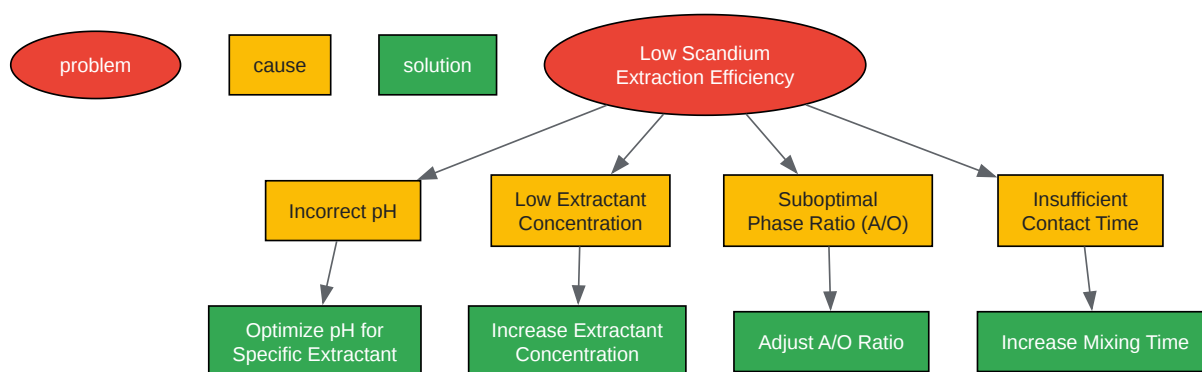 problem
cause
solution
Low Scandium
Extraction Efficiency
Incorrect pH
Low Extractant
Concentration
Suboptimal
Phase Ratio (A/O)
Insufficient
Contact Time
Optimize pH for
Specific Extractant
Increase Extractant
Concentration
Adjust A/O Ratio
Increase Mixing Time